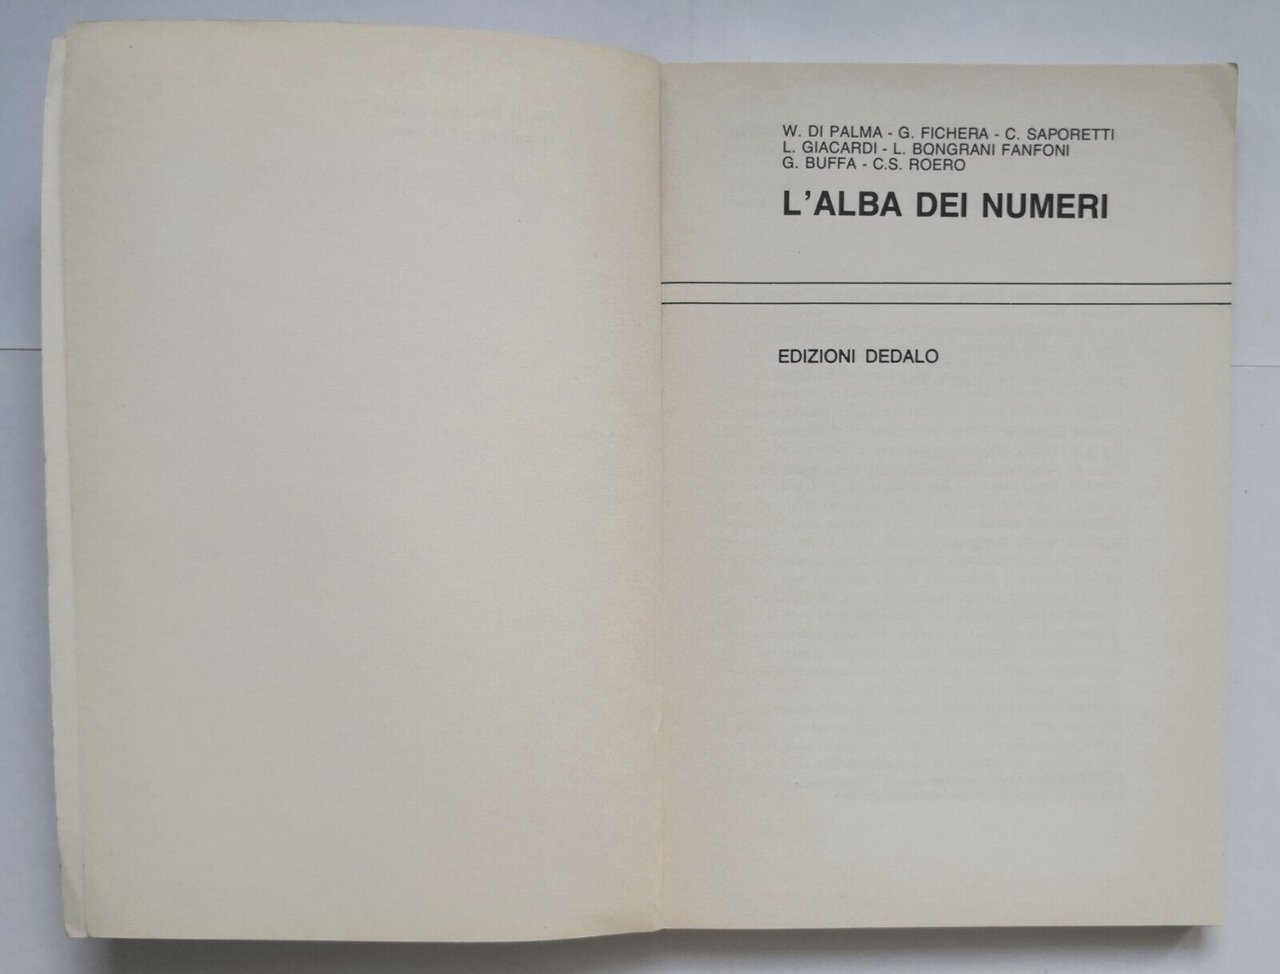 W. DI PALMA - G. FICHERA - C. SAPORETTI
L. GIACARDI - L. BONGRANI FANFONI
G. BUFFA - C.S. ROERO
L'ALBA DEI NUMERI
EDIZIONI DEDALO